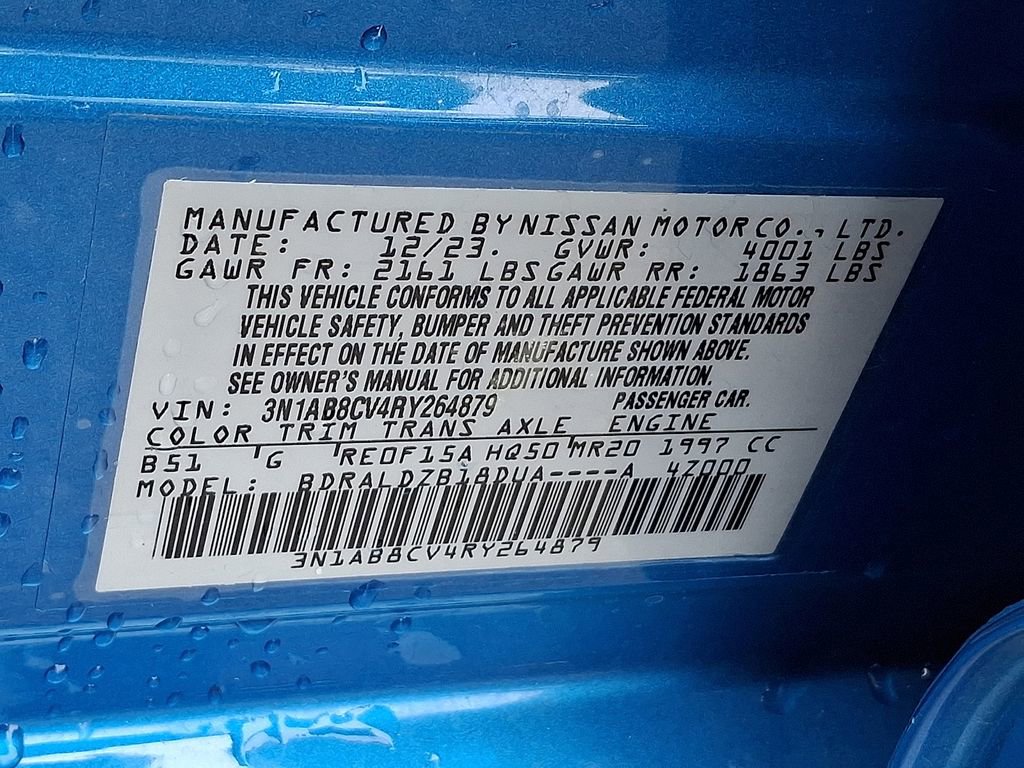 MANUFACTURED BY NISSAN MOTOR CO., LTD.
DATE: 12/23. GVWR: 4001 LBS
GAWR FR: 2161 LBS GAWR RR: 1863 LBS
THIS VEHICLE CONFORMS TO ALL APPLICABLE FEDERAL MOTOR
VEHICLE SAFETY, BUMPER AND THEFT PREVENTION STANDARDS
IN EFFECT ON THE DATE OF MANUFACTURE SHOWN ABOVE.
SEE OWNER'S MANUAL FOR ADDITIONAL INFORMATION.
VIN: 3N1AB8CV4RY264879 PASSENGER CAR.
COLOR TRIM TRANS AXLE ENGINE
B51 'G 'RE0F15A HQ50 'MR20 1997 CC
MODEL: BDRALDZB18DUA----A 4Z000
3N1AB8CV4RY264879